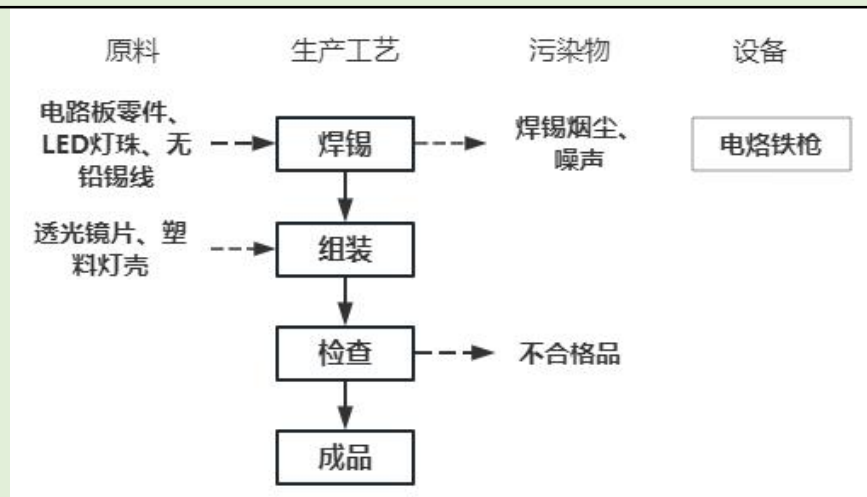 原料
生产工艺
污染物
设备
电路板零件、
LED灯珠、无
铅锡线
焊锡
焊锡烟尘、
噪声
电烙铁枪
透光镜片、塑
料灯壳
组装
检查
不合格品
成品